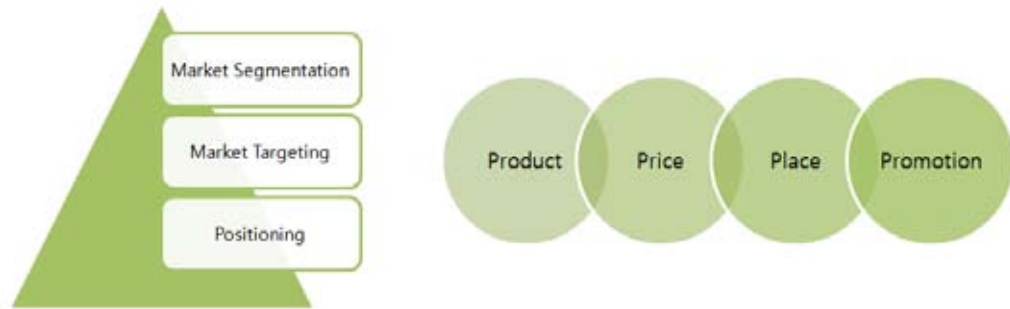 Market Segmentation
Market Targeting
Positioning
Product
Price
Place
Promotion